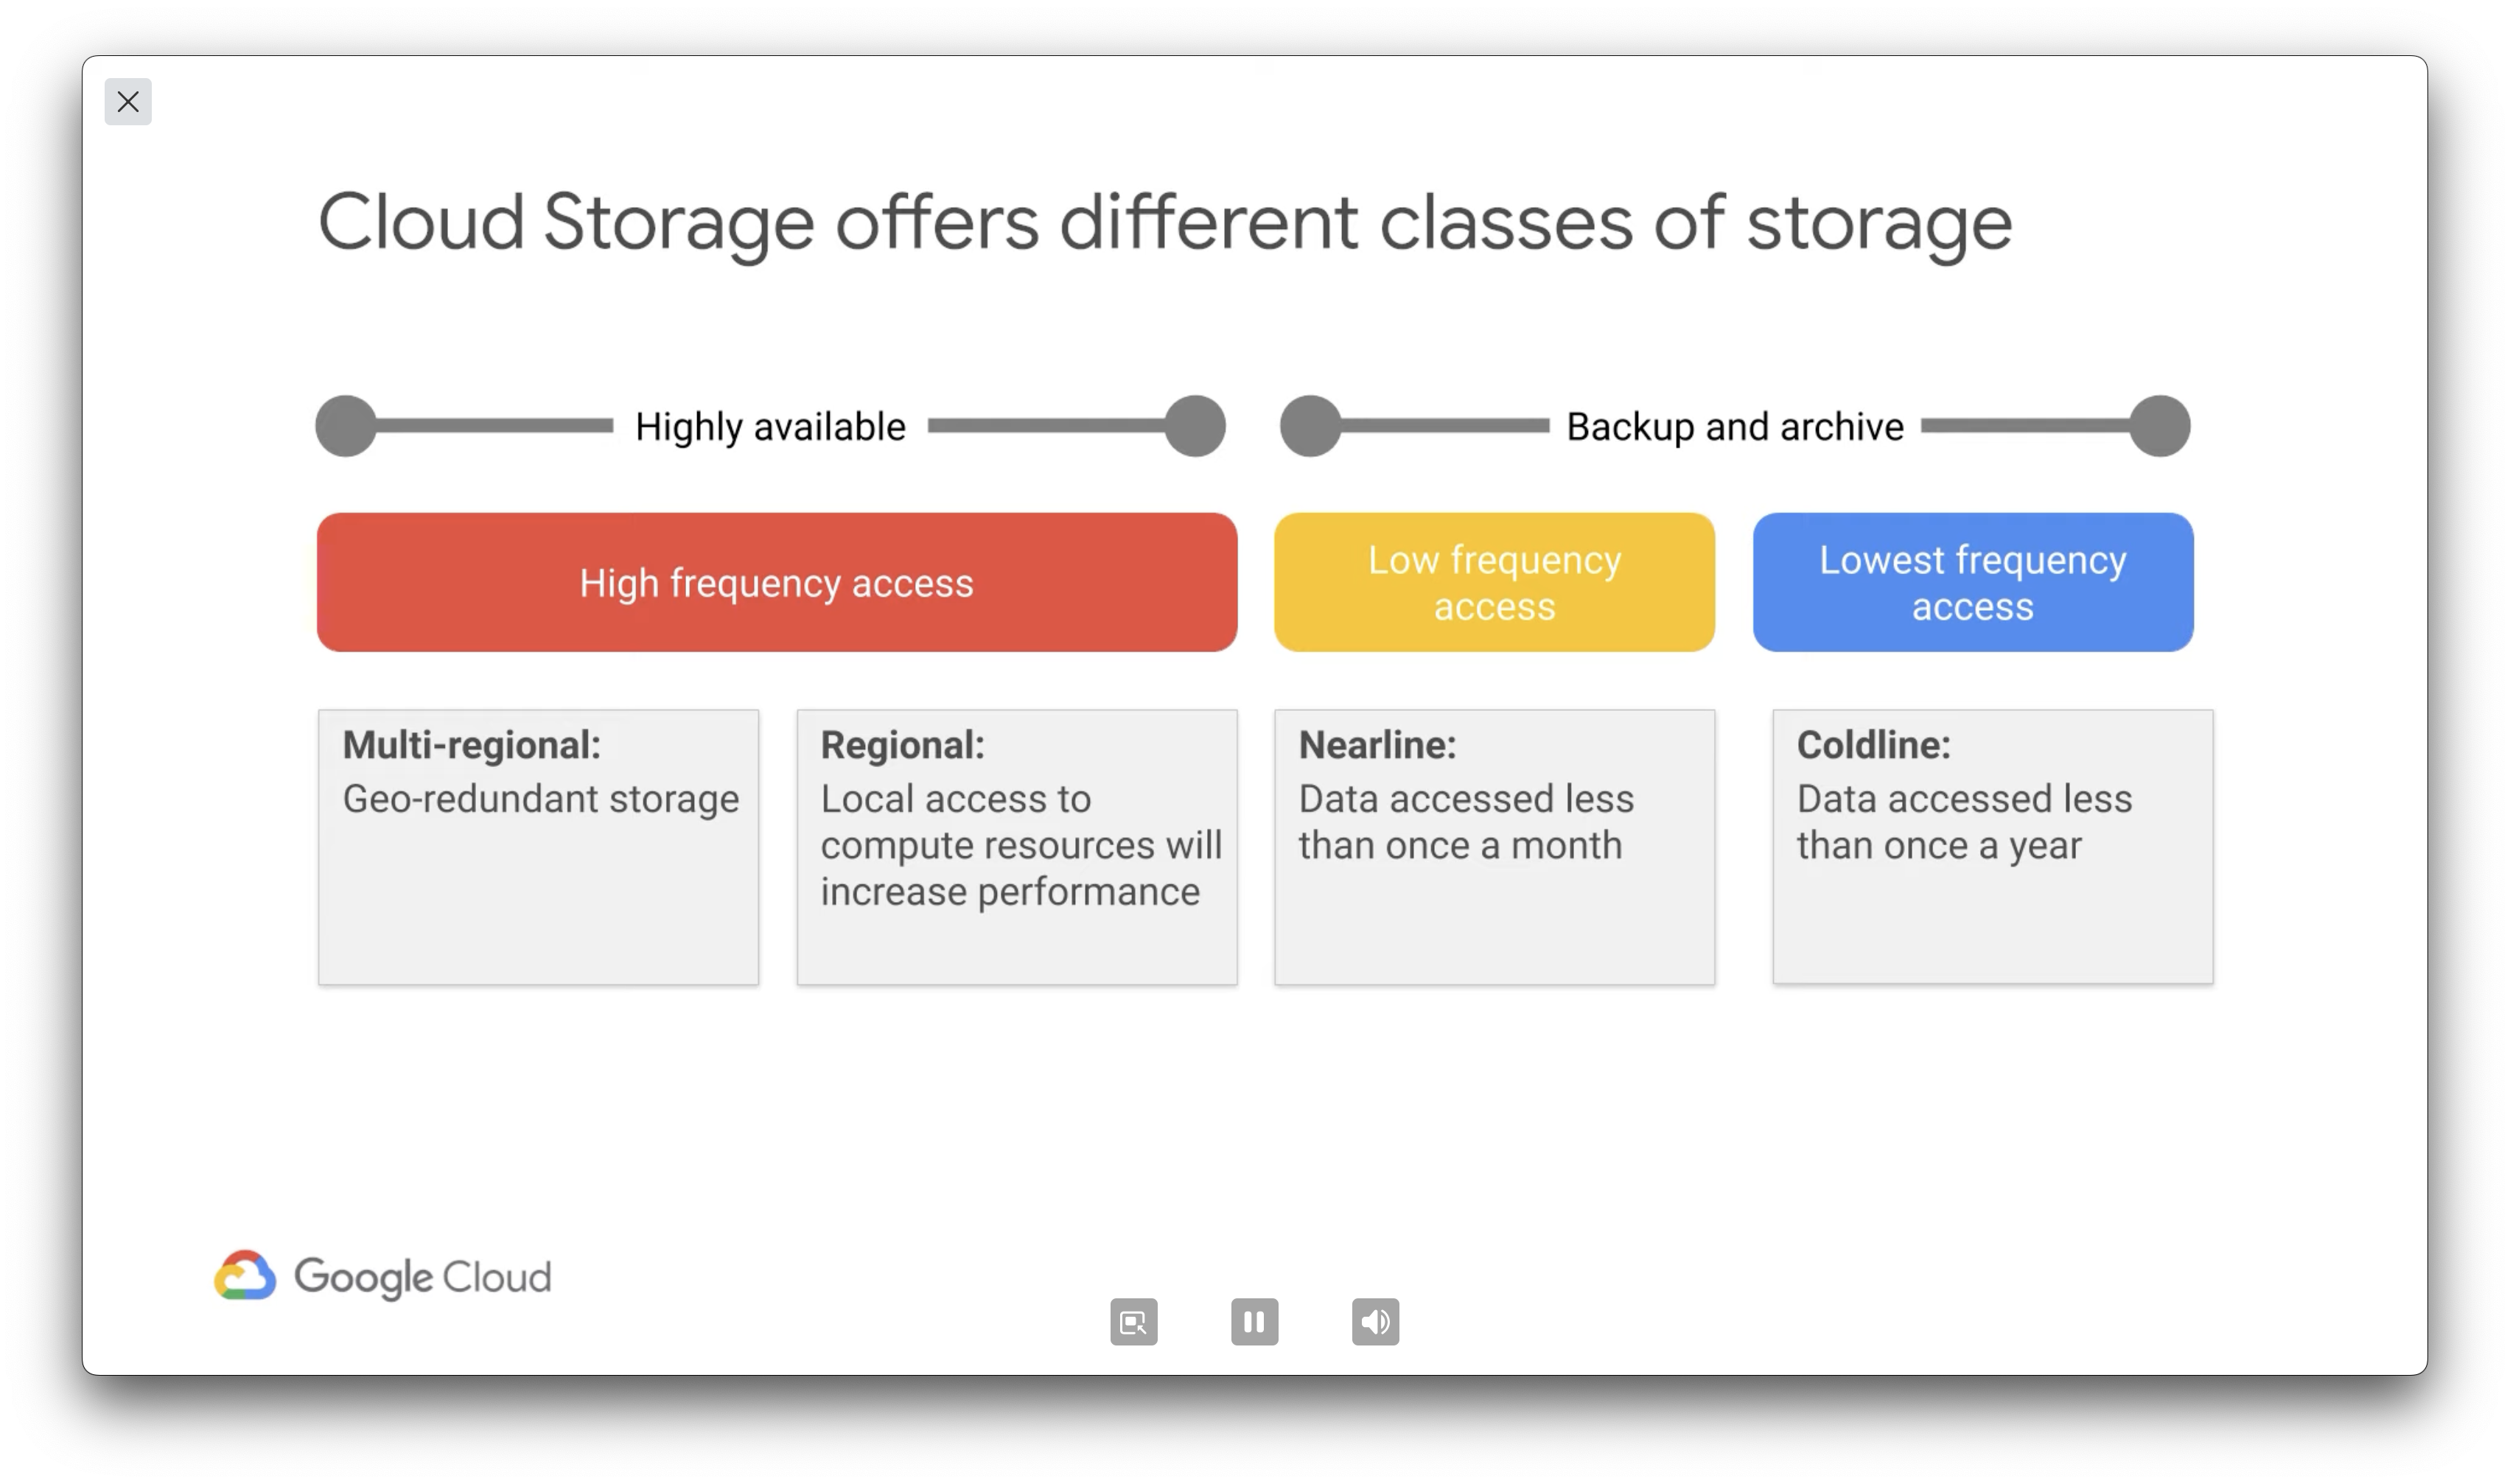 Cloud Storage offers different classes of storage
Highly available
Backup and archive
High frequency access
Low frequency
access
Lowest frequency
access
Multi-regional:
Geo-redundant storage
Regional:
Local access to
compute resources will
increase performance
Nearline:
Data accessed less
than once a month
Coldline:
Data accessed less
than once a year
Google Cloud